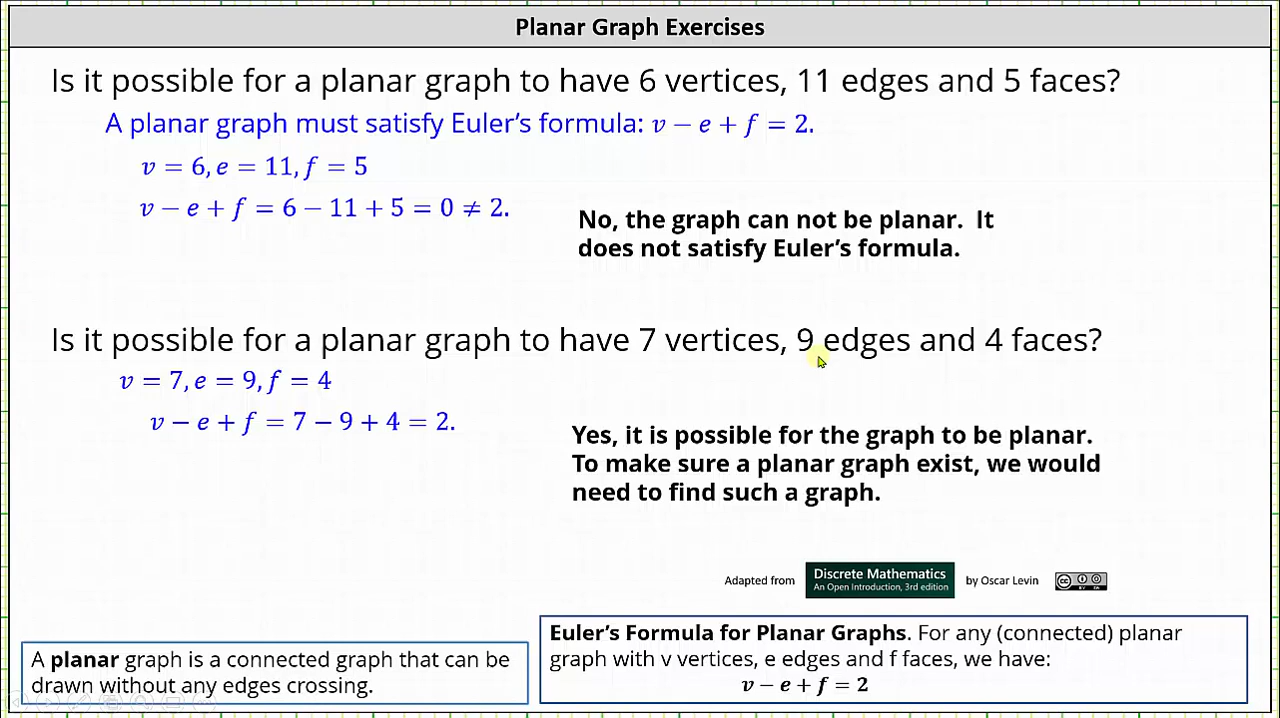 Planar Graph Exercises
Is it possible for a planar graph to have 6 vertices, 11 edges and 5 faces?
A planar graph must satisfy Euler's formula: v − e + f = 2.
v = 6, e = 11, f = 5
v − e + f = 6 − 11 + 5 = 0 ≠ 2.
No, the graph can not be planar. It
does not satisfy Euler's formula.
Is it possible for a planar graph to have 7 vertices, 9 edges and 4 faces?
v = 7, e = 9, f = 4
v − e + f = 7 − 9 + 4 = 2.
Yes, it is possible for the graph to be planar.
To make sure a planar graph exist, we would
need to find such a graph.
Adapted from
Discrete Mathematics
An Open Introduction, 3rd edition
by Oscar Levin
cc BY SA
A planar graph is a connected graph that can be
drawn without any edges crossing.
Euler's Formula for Planar Graphs. For any (connected) planar
graph with v vertices, e edges and f faces, we have:
v − e + f = 2